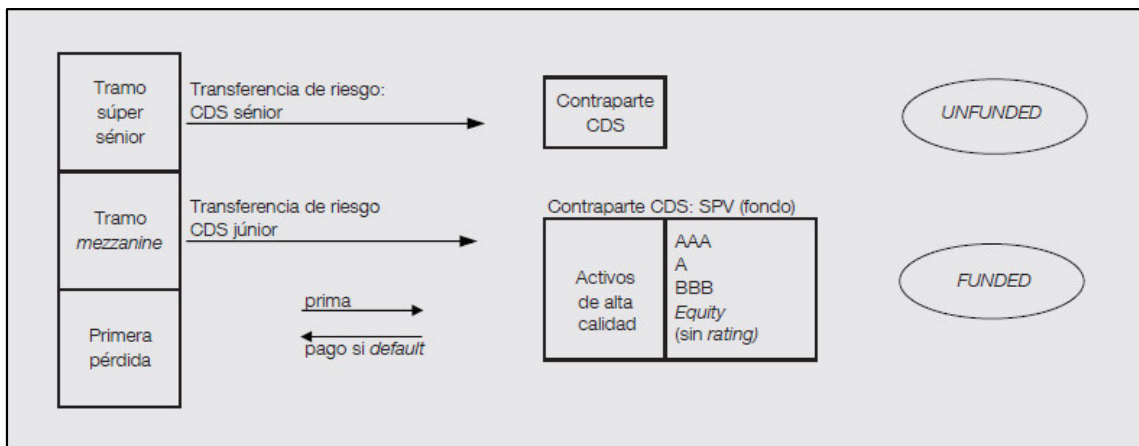 Tramo
súper
sénior
Transferencia de riesgo:
CDS sénior
Contraparte
CDS
UNFUNDED
Tramo
mezzanine
Transferencia de riesgo
CDS júnior
Contraparte CDS: SPV (fondo)
Activos
de alta
calidad
AAA
A
BBB
Equity
(sin rating)
FUNDED
Primera
pérdida
prima
pago si default